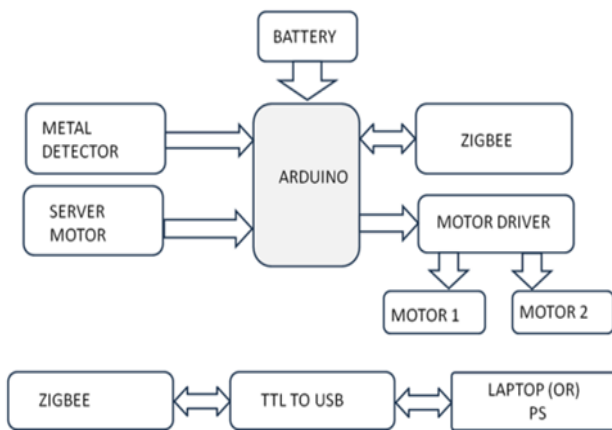 BATTERY
METAL
DETECTOR
ARDUINO
ZIGBEE
SERVER
MOTOR
MOTOR DRIVER
MOTOR 1
MOTOR 2
ZIGBEE
TTL TO USB
LAPTOP (OR)
PS